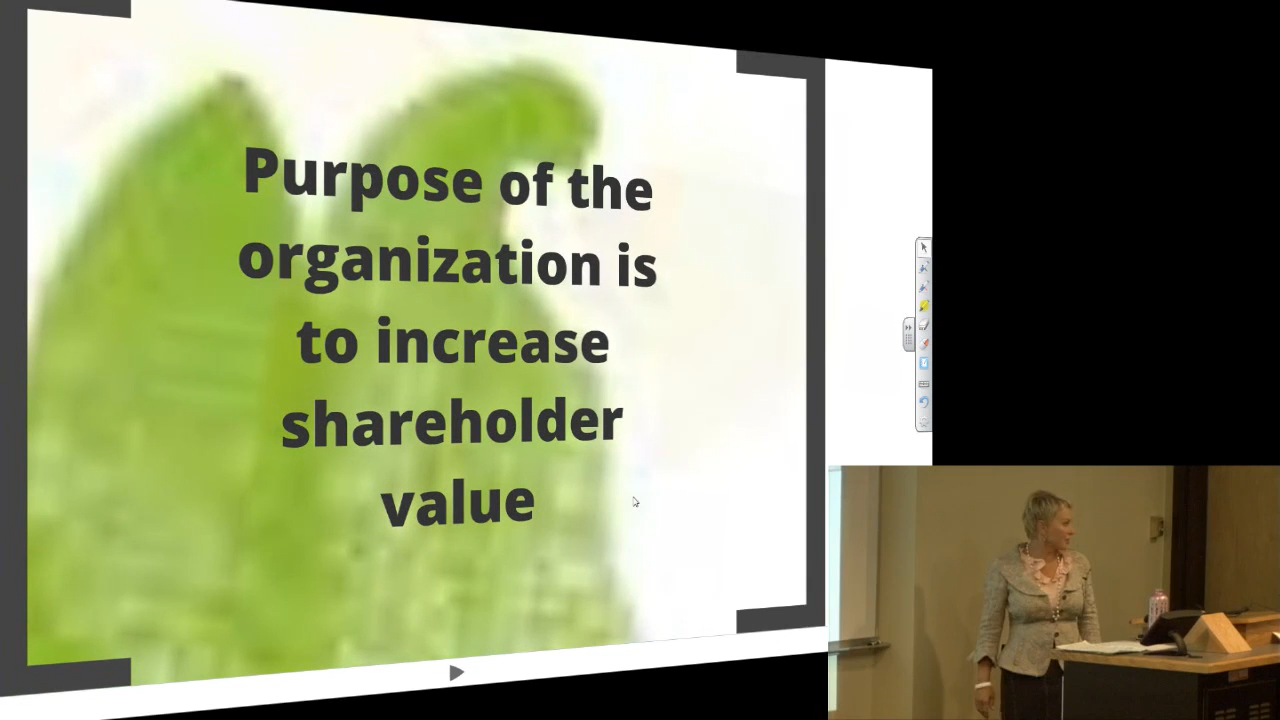 Purpose of the
organization is
to increase
shareholder
value